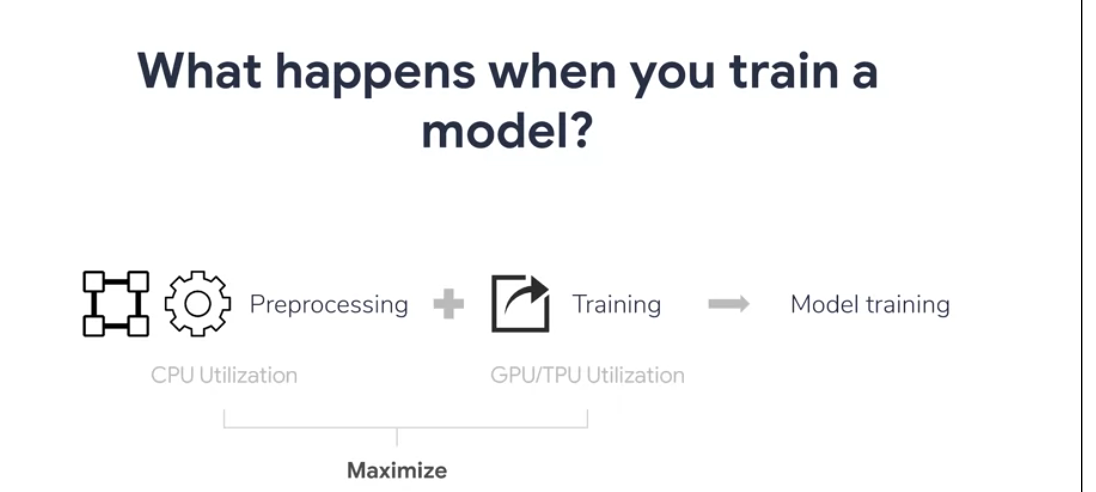 What happens when you train a
model?
Preprocessing
Training
Model training
CPU Utilization
GPU/TPU Utilization
Maximize